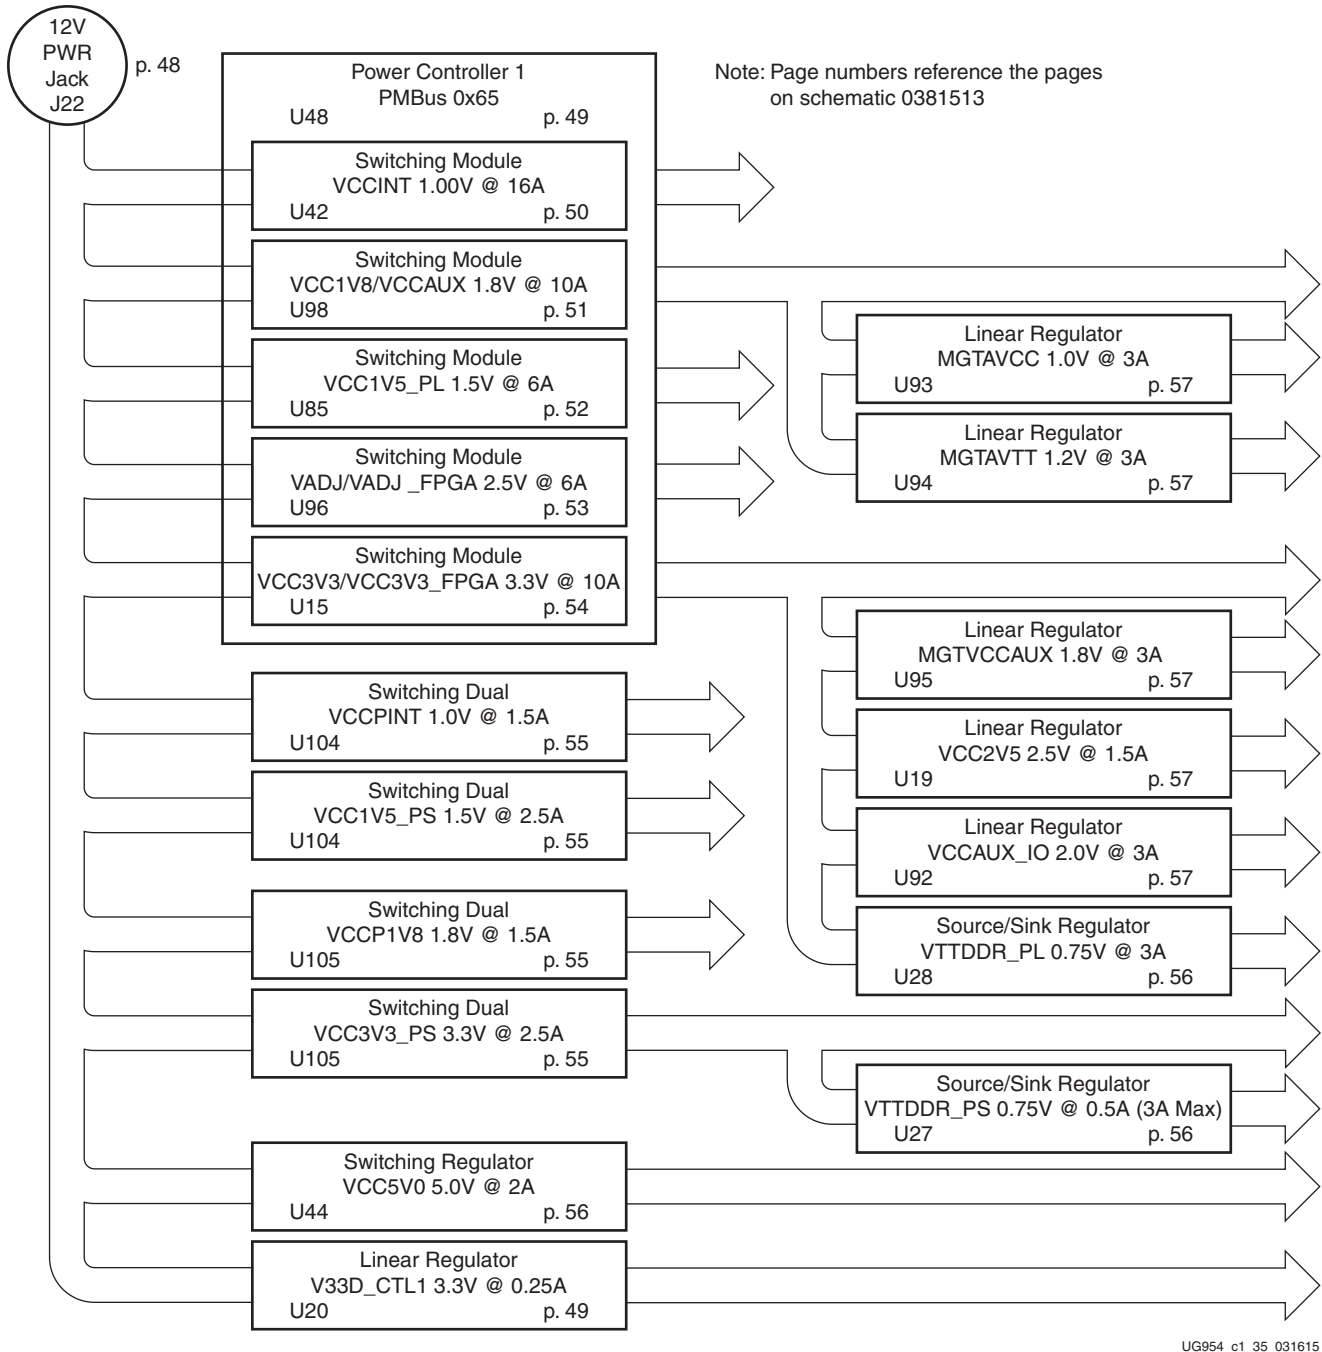 12V
PWR
Jack
J22
p. 48
Note: Page numbers reference the pages
on schematic 0381513
Power Controller 1
PMBus 0x65
U48 p. 49
Switching Module
VCCINT 1.00V @ 16A
U42 p. 50
Switching Module
VCC1V8/VCCAUX 1.8V @ 10A
U98 p. 51
Switching Module
VCC1V5_PL 1.5V @ 6A
U85 p. 52
Switching Module
VADJ/VADJ _FPGA 2.5V @ 6A
U96 p. 53
Switching Module
VCC3V3/VCC3V3_FPGA 3.3V @ 10A
U15 p. 54
Switching Dual
VCCPINT 1.0V @ 1.5A
U104 p. 55
Switching Dual
VCC1V5_PS 1.5V @ 2.5A
U104 p. 55
Switching Dual
VCCP1V8 1.8V @ 1.5A
U105 p. 55
Switching Dual
VCC3V3_PS 3.3V @ 2.5A
U105 p. 55
Switching Regulator
VCC5V0 5.0V @ 2A
U44 p. 56
Linear Regulator
V33D_CTL1 3.3V @ 0.25A
U20 p. 49
Linear Regulator
MGTAVCC 1.0V @ 3A
U93 p. 57
Linear Regulator
MGTAVTT 1.2V @ 3A
U94 p. 57
Linear Regulator
MGTVCCAUX 1.8V @ 3A
U95 p. 57
Linear Regulator
VCC2V5 2.5V @ 1.5A
U19 p. 57
Linear Regulator
VCCAUX_IO 2.0V @ 3A
U92 p. 57
Source/Sink Regulator
VTTDDR_PL 0.75V @ 3A
U28 p. 56
Source/Sink Regulator
VTTDDR_PS 0.75V @ 0.5A (3A Max)
U27 p. 56
UG954_c1_35_031615